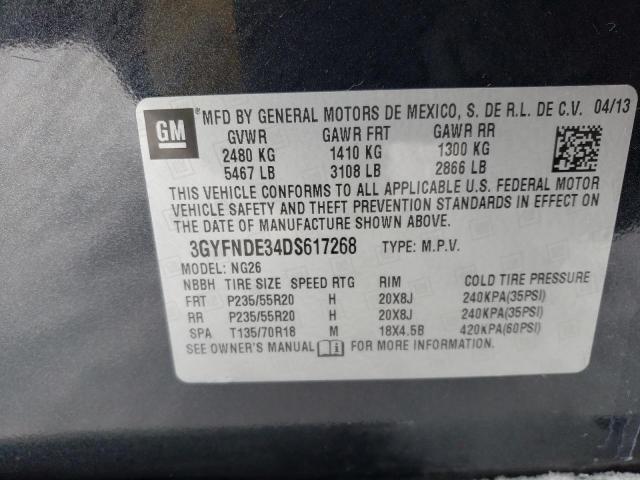 GM ® MFD BY GENERAL MOTORS DE MEXICO, S. DE R.L. DE C.V. 04/13
GVWR GAWR FRT GAWR RR
2480 KG 1410 KG 1300 KG
5467 LB 3108 LB 2866 LB
THIS VEHICLE CONFORMS TO ALL APPLICABLE U.S. FEDERAL MOTOR
VEHICLE SAFETY AND THEFT PREVENTION STANDARDS IN EFFECT ON
THE DATE OF MANUFACTURE SHOWN ABOVE.
3GYFNDE34DS617268 TYPE: M.P.V.
MODEL: NG26
NBBH TIRE SIZE SPEED RTG RIM COLD TIRE PRESSURE
FRT P235/55R20 H 20X8J 240KPA(35PSI)
RR P235/55R20 H 20X8J 240KPA(35PSI)
SPA T135/70R18 M 18X4.5B 420KPA(60PSI)
SEE OWNER'S MANUAL FOR MORE INFORMATION.